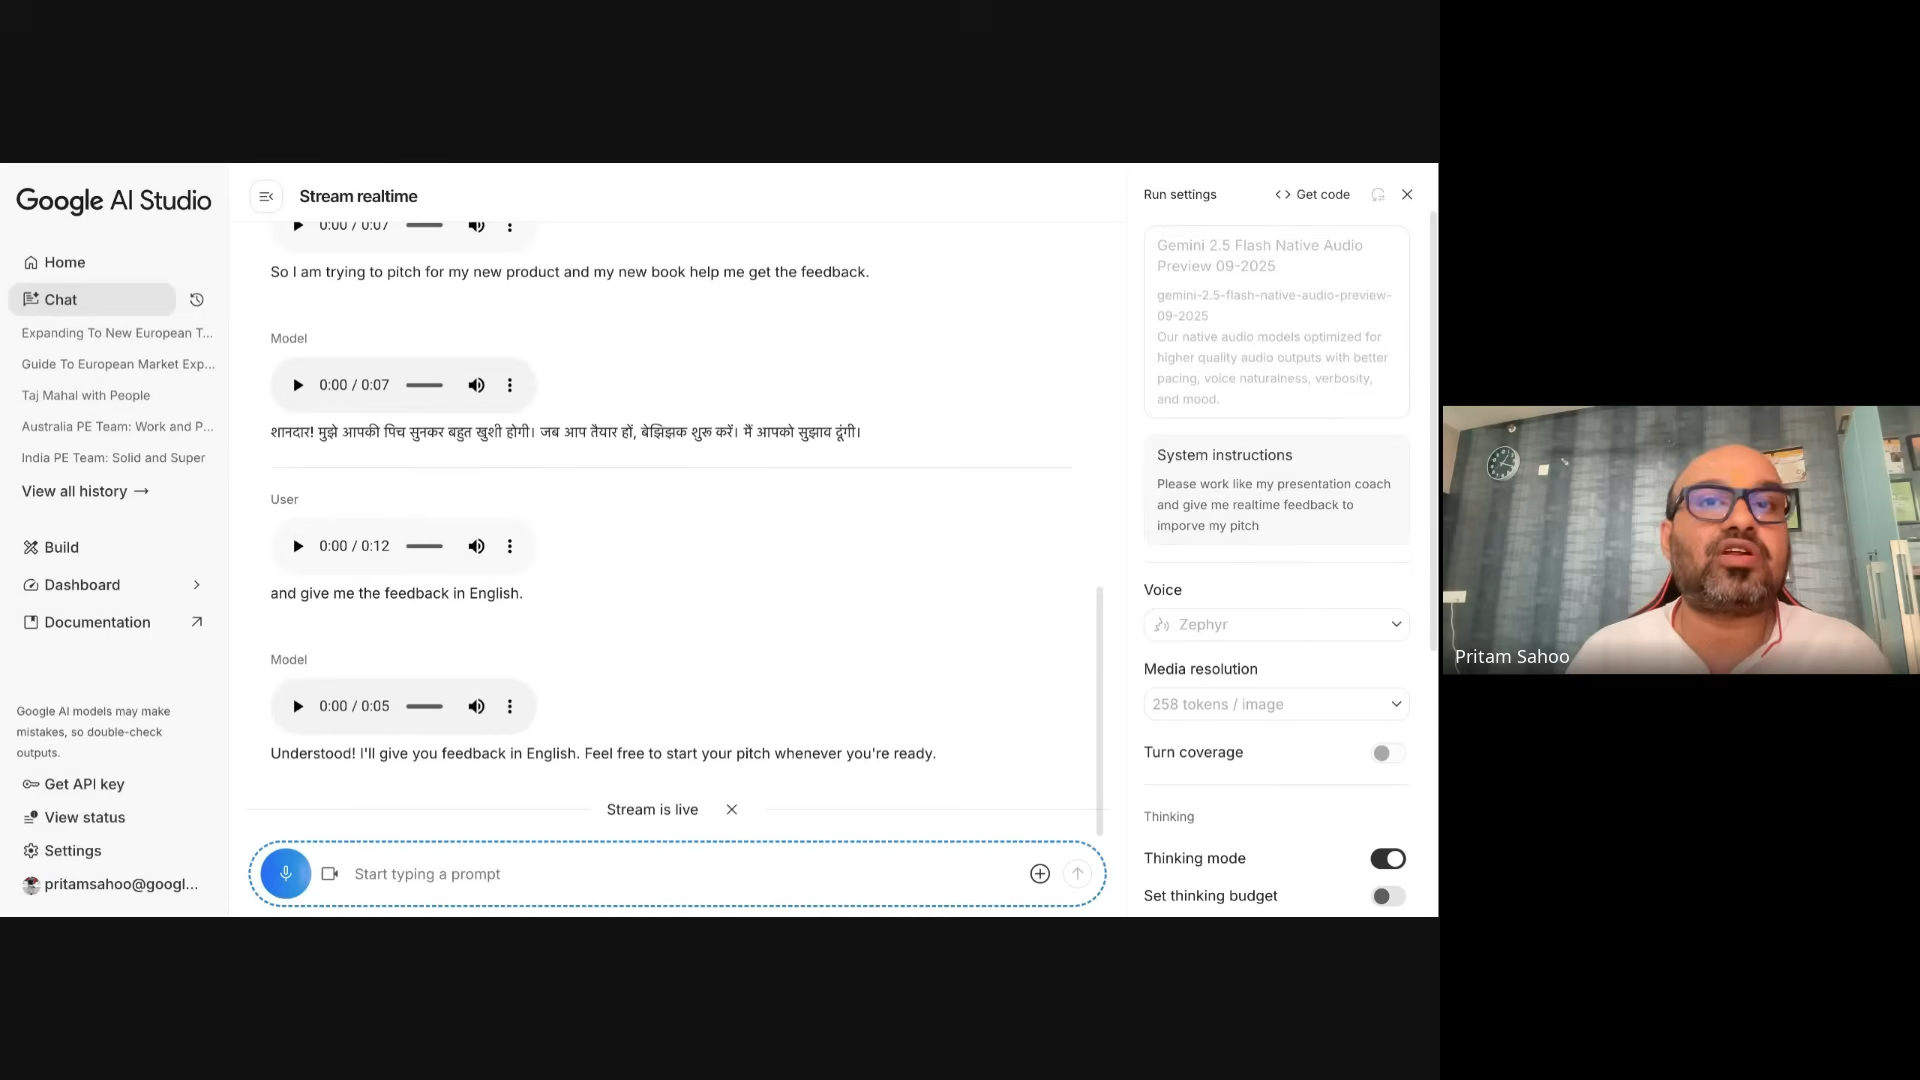 Google AI Studio
Home
Chat
Expanding To New European T...
Guide To European Market Exp...
Taj Mahal with People
Australia PE Team: Work and P...
India PE Team: Solid and Super
View all history →
Build
Dashboard
Documentation
Google AI models may make
mistakes, so double-check
outputs.
Get API key
View status
Settings
pritamsahoo@googl...
Stream realtime
0:00 / 0:07
So I am trying to pitch for my new product and my new book help me get the feedback.
Model
0:00 / 0:07
शानदार! मुझे आपकी पिच सुनकर बहुत खुशी होगी। जब आप तैयार हों, बेझिझक शुरू करें। मैं आपको सुझाव दूंगी।
User
0:00 / 0:12
and give me the feedback in English.
Model
0:00 / 0:05
Understood! I'll give you feedback in English. Feel free to start your pitch whenever you're ready.
Stream is live
Start typing a prompt
Run settings
<> Get code
Gemini 2.5 Flash Native Audio
Preview 09-2025
gemini-2.5-flash-native-audio-preview-
09-2025
Our native audio models optimized for
higher quality audio outputs with better
pacing, voice naturalness, verbosity,
and mood.
System instructions
Please work like my presentation coach
and give me realtime feedback to
imporve my pitch
Voice
Zephyr
Media resolution
258 tokens / image
Turn coverage
Thinking
Thinking mode
Set thinking budget
Pritam Sahoo